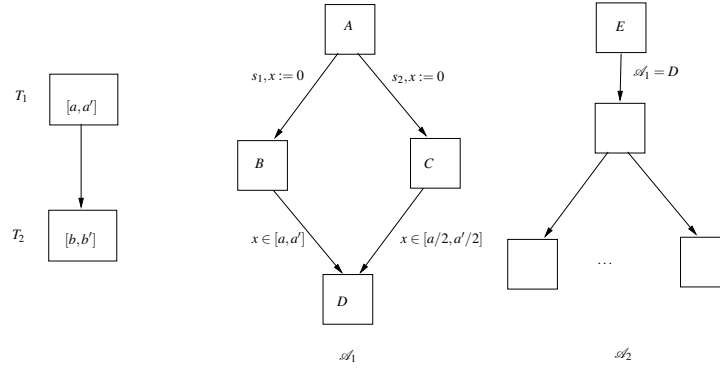 A
E
s₁, x := 0
s₂, x := 0
𝒜₁ = D
T₁
[a, a′]
B
C
x ∈ [a, a′]
x ∈ [a/2, a′/2]
T₂
[b, b′]
...
D
𝒜₁
𝒜₂